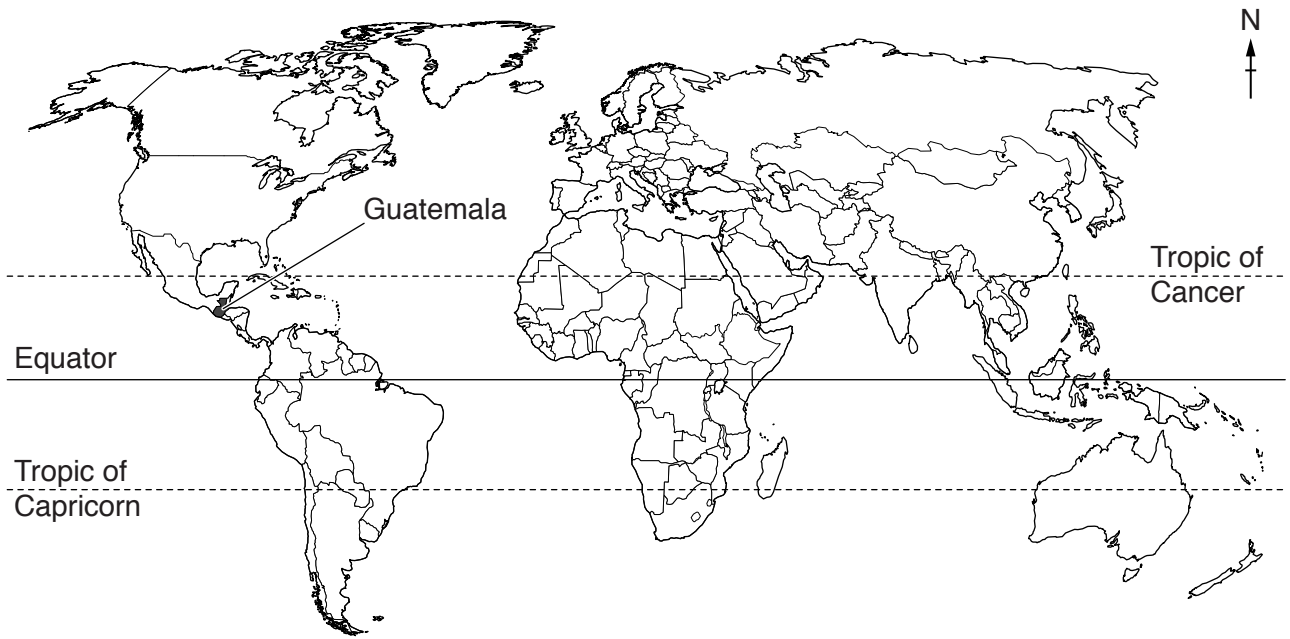 N
Guatemala
Tropic of
Cancer
Equator
Tropic of
Capricorn